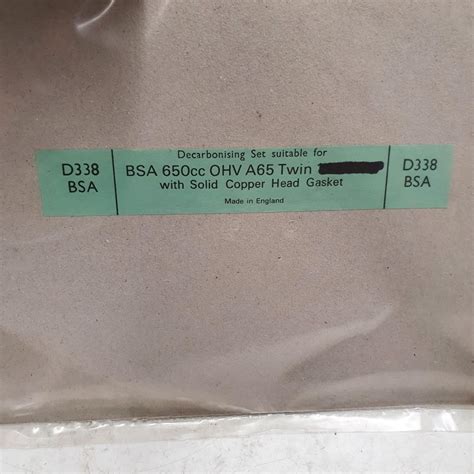 Decarbonising Set suitable for
D338 BSA 650cc OHV A65 Twin D338
BSA with Solid Copper Head Gasket BSA
Made in England